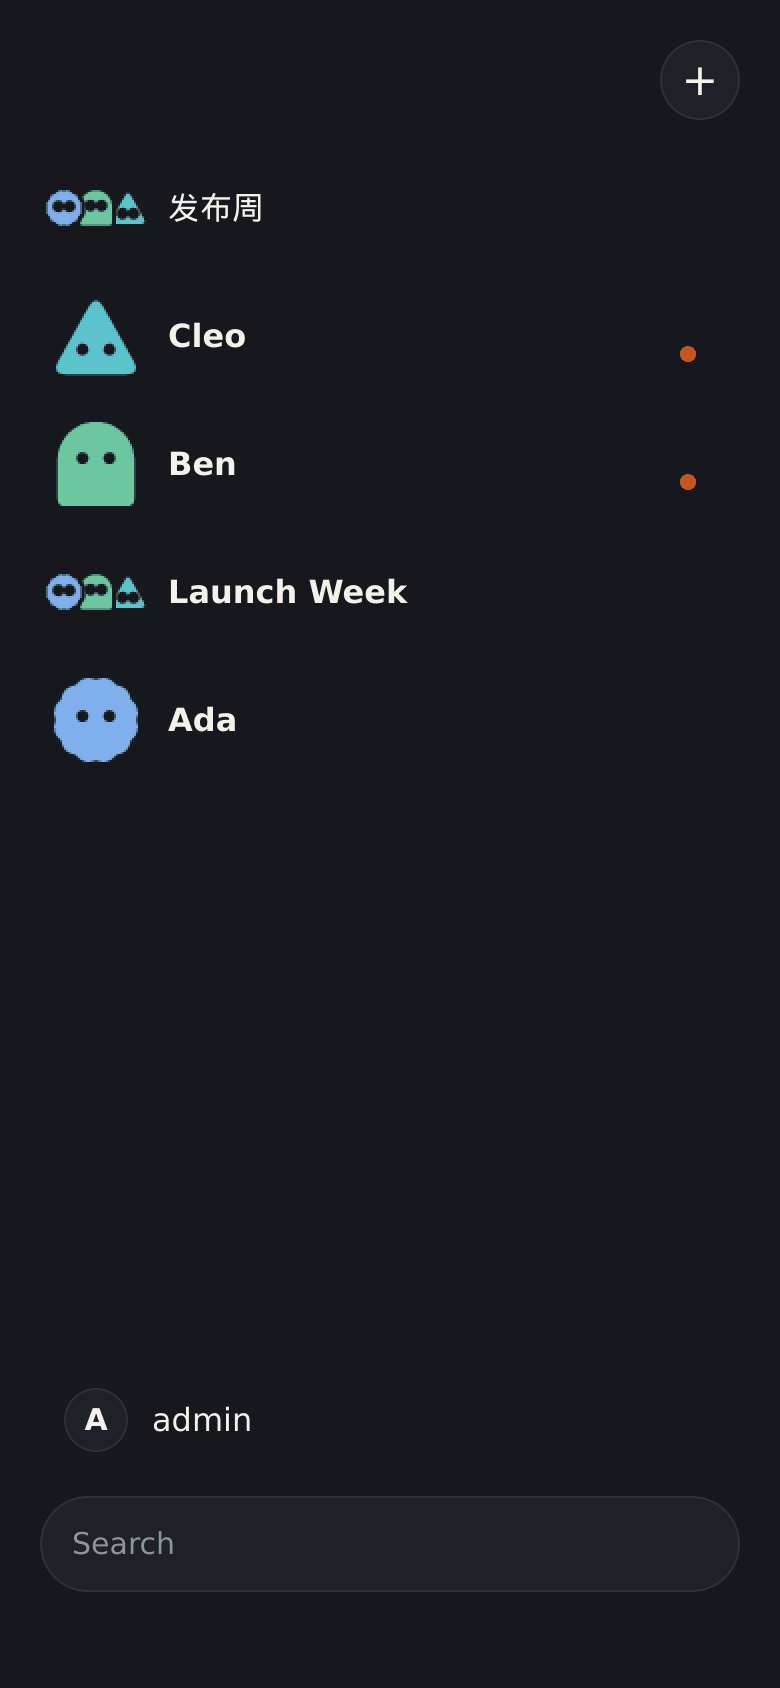 +
发布周
Cleo
Ben
Launch Week
Ada
A admin
Search